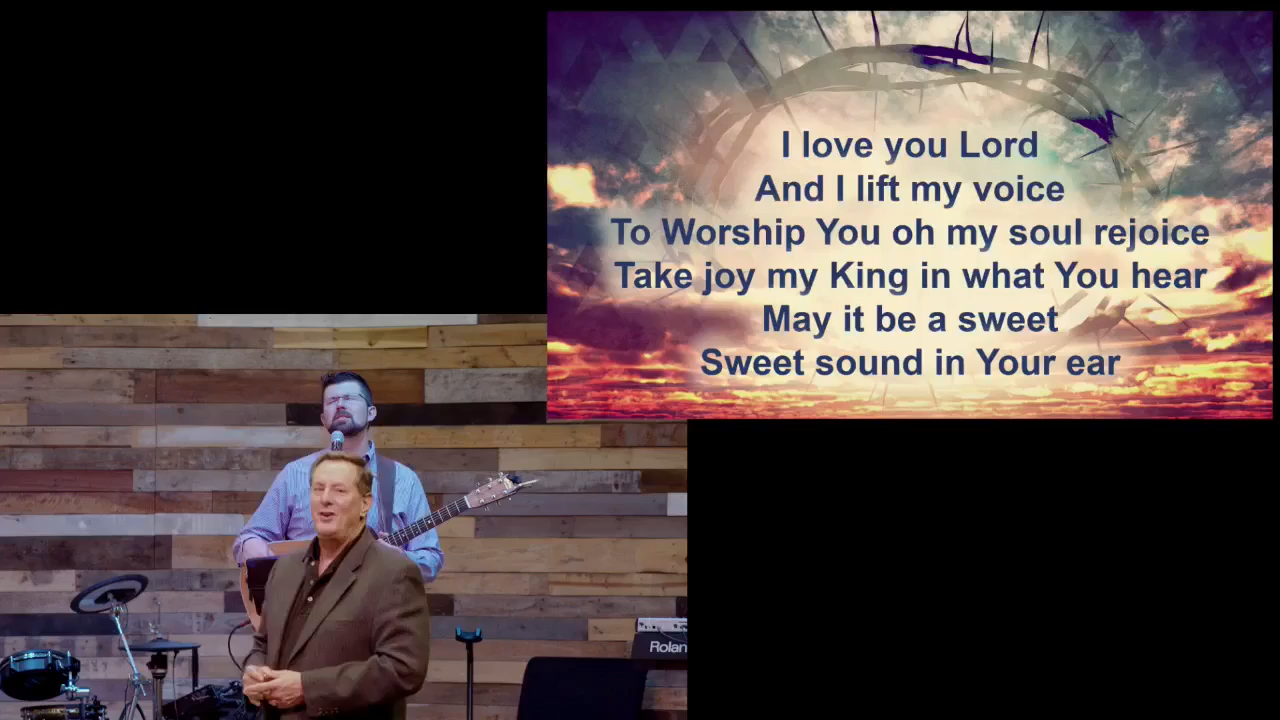 I love you Lord
And I lift my voice
To Worship You oh my soul rejoice
Take joy my King in what You hear
May it be a sweet
Sweet sound in Your ear
Roland